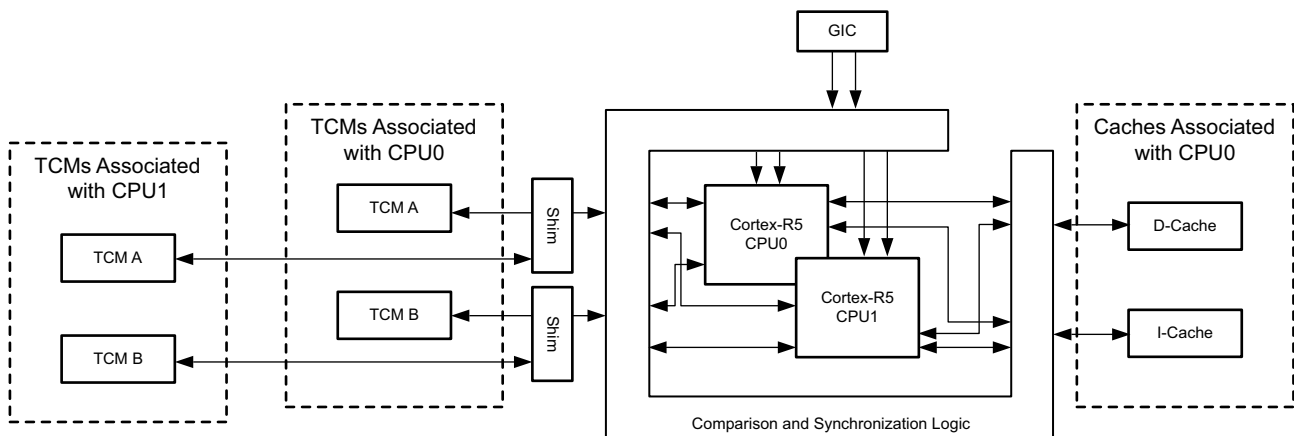 GIC
TCMs Associated
with CPU1
TCM A
TCM B
TCMs Associated
with CPU0
TCM A
TCM B
Shim
Shim
Cortex-R5
CPU0
Cortex-R5
CPU1
Comparison and Synchronization Logic
Caches Associated
with CPU0
D-Cache
I-Cache